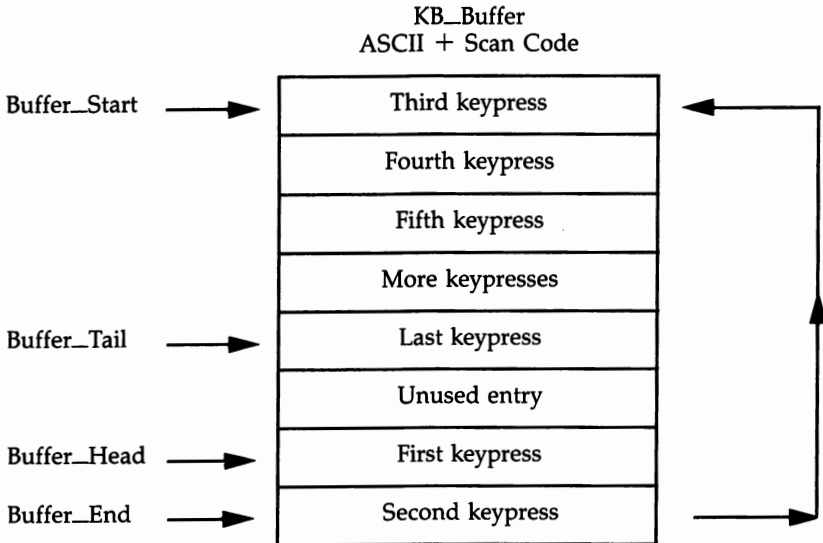 KB_Buffer
ASCII + Scan Code
Buffer_Start
Third keypress
Fourth keypress
Fifth keypress
More keypresses
Buffer_Tail
Last keypress
Unused entry
Buffer_Head
First keypress
Buffer_End
Second keypress